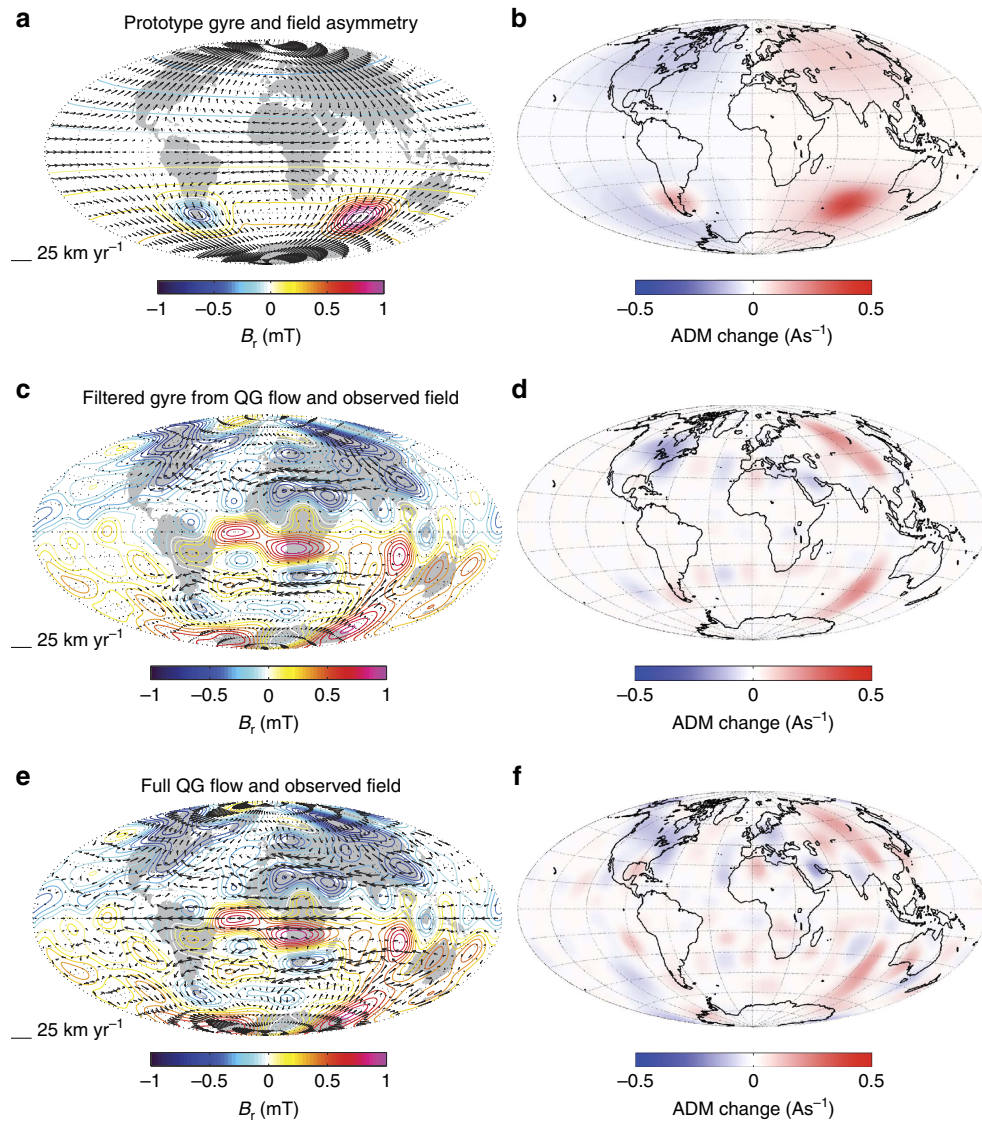 a Prototype gyre and field asymmetry
b
25 km yr⁻¹
−1 −0.5 0 0.5 1
Bᵣ (mT)
−0.5 0 0.5
ADM change (As⁻¹)
c Filtered gyre from QG flow and observed field
d
25 km yr⁻¹
−1 −0.5 0 0.5 1
Bᵣ (mT)
−0.5 0 0.5
ADM change (As⁻¹)
e Full QG flow and observed field
f
25 km yr⁻¹
−1 −0.5 0 0.5 1
Bᵣ (mT)
−0.5 0 0.5
ADM change (As⁻¹)